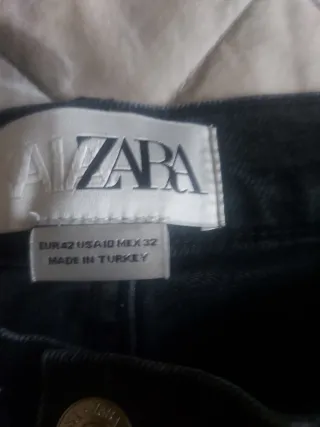 ZARA
EUR 42 USA 10 MEX 32
MADE IN TURKEY